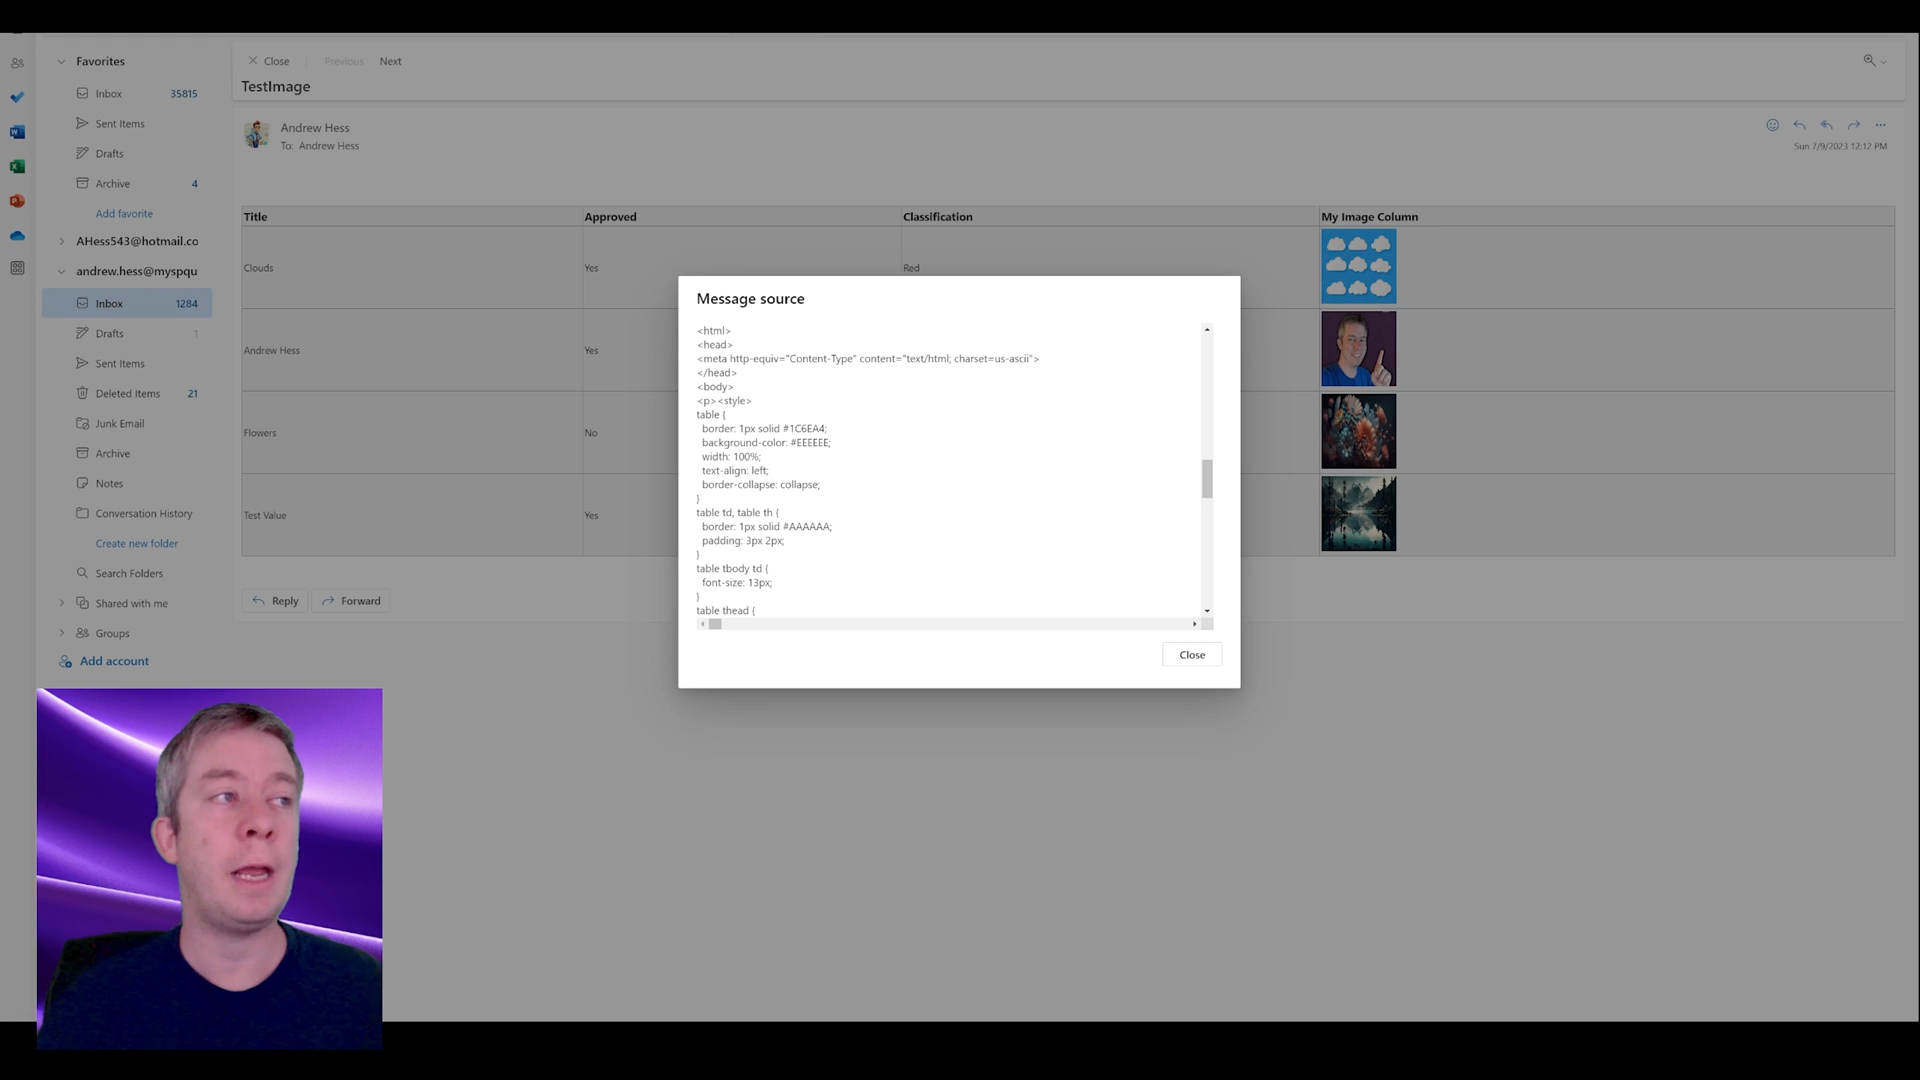 Favorites
Inbox 35815
Sent Items
Drafts
Archive 4
Add favorite
AHess543@hotmail.co
andrew.hess@myspqu
Inbox 1284
Drafts 1
Sent Items
Deleted Items 21
Junk Email
Archive
Notes
Conversation History
Create new folder
Search Folders
Shared with me
Groups
Add account
Close Previous Next
TestImage
Andrew Hess
To: Andrew Hess
Sun 7/9/2023 12:12 PM
Title Approved Classification My Image Column
Clouds Yes Red
Andrew Hess Yes
Flowers No
Test Value Yes
Reply Forward
Message source
<html>
<head>
<meta http-equiv="Content-Type" content="text/html; charset=us-ascii">
</head>
<body>
<p><style>
table {
border: 1px solid #1C6EA4;
background-color: #EEEEEE;
width: 100%;
text-align: left;
border-collapse: collapse;
}
table td, table th {
border: 1px solid #AAAAAA;
padding: 3px 2px;
}
table tbody td {
font-size: 13px;
}
table thead {
Close